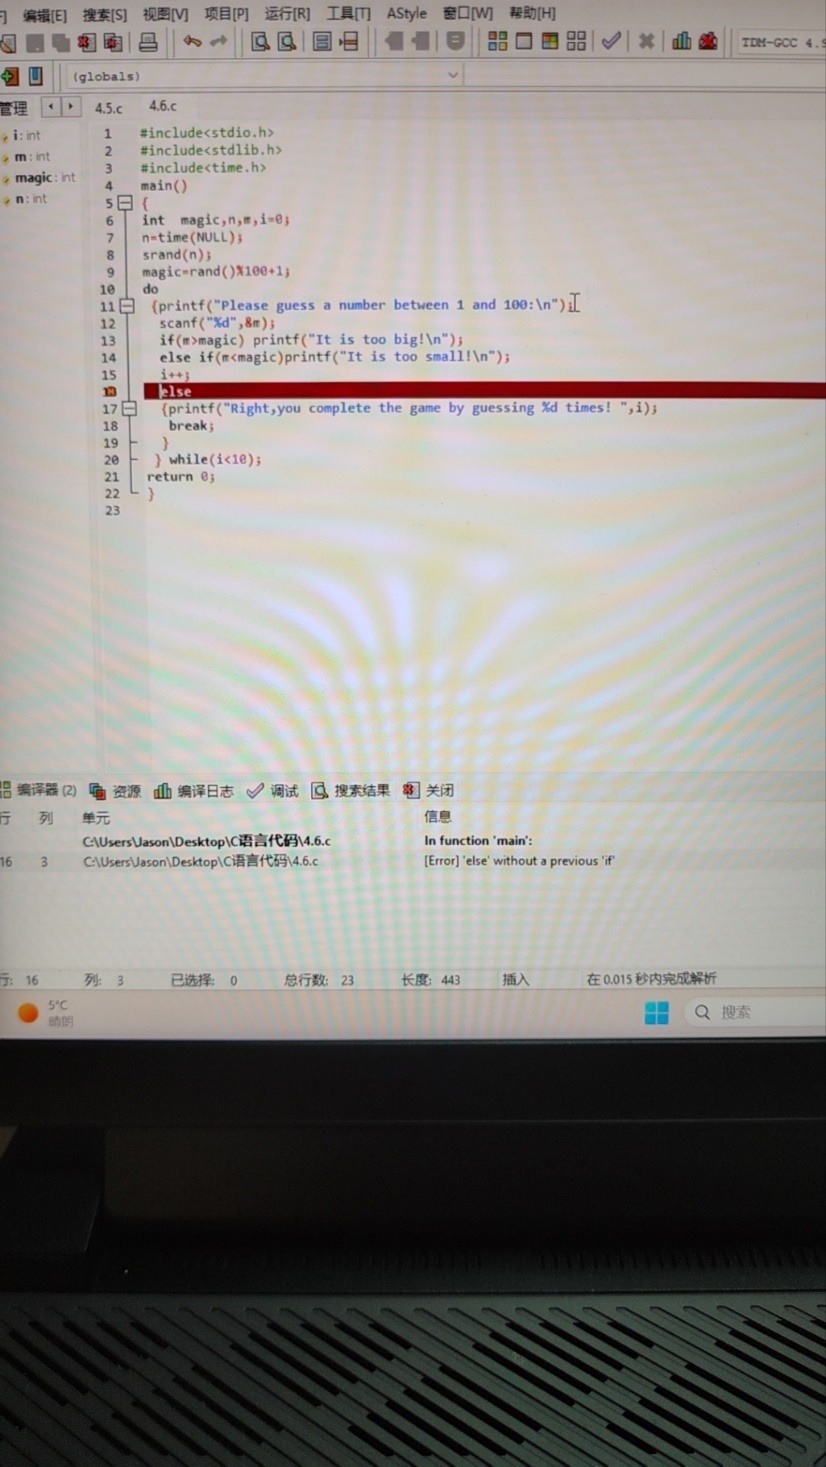 编辑[E] 搜索[S] 视图[V] 项目[P] 运行[R] 工具[T] AStyle 窗口[W] 帮助[H]
TDM-GCC 4.9
(globals)
管理 4.5.c 4.6.c
i : int
m : int
magic : int
n : int
1 #include<stdio.h>
2 #include<stdlib.h>
3 #include<time.h>
4 main()
5 {
6 int  magic,n,m,i=0;
7 n=time(NULL);
8 srand(n);
9 magic=rand()%100+1;
10 do
11 {printf("Please guess a number between 1 and 100:\n");
12 scanf("%d",&m);
13 if(m>magic) printf("It is too big!\n");
14 else if(m<magic)printf("It is too small!\n");
15 i++;
else
17 {printf("Right,you complete the game by guessing %d times! ",i);
18 break;
19 }
20 } while(i<10);
21 return 0;
22 }
23
编译器 (2) 资源 编译日志 调试 搜索结果 关闭
行 列 单元 信息
C:\Users\Jason\Desktop\C语言代码\4.6.c In function 'main':
16 3 C:\Users\Jason\Desktop\C语言代码\4.6.c [Error] 'else' without a previous 'if'
行: 16 列: 3 已选择: 0 总行数: 23 长度: 443 插入 在 0.015 秒内完成解析
5°C
晴朗
搜索